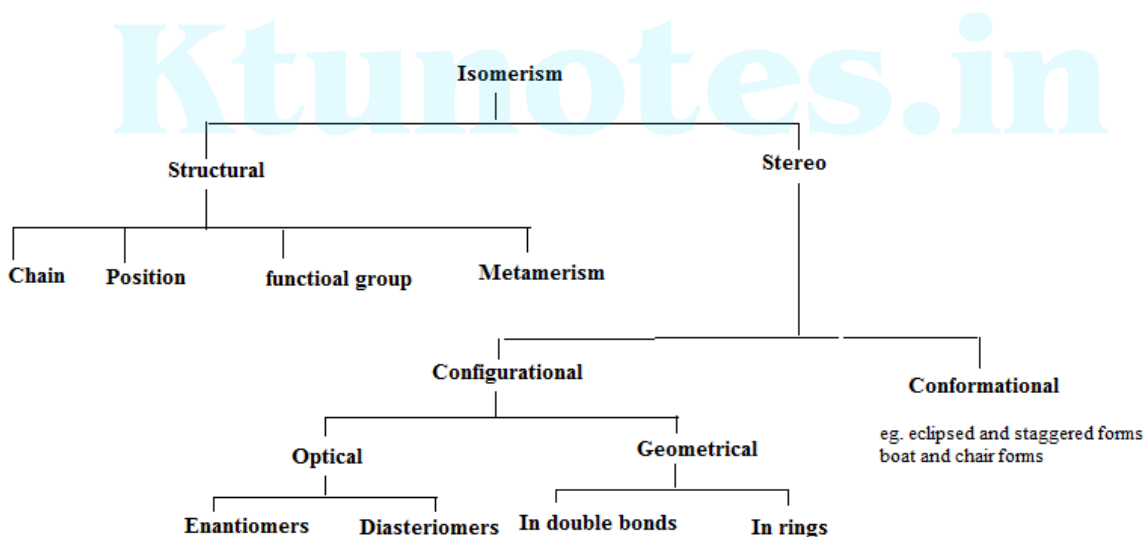 Ktunotes.in
Isomerism
Structural
Stereo
Chain
Position
functioal group
Metamerism
Configurational
Conformational
eg. eclipsed and staggered forms
boat and chair forms
Optical
Geometrical
Enantiomers
Diasteriomers
In double bonds
In rings